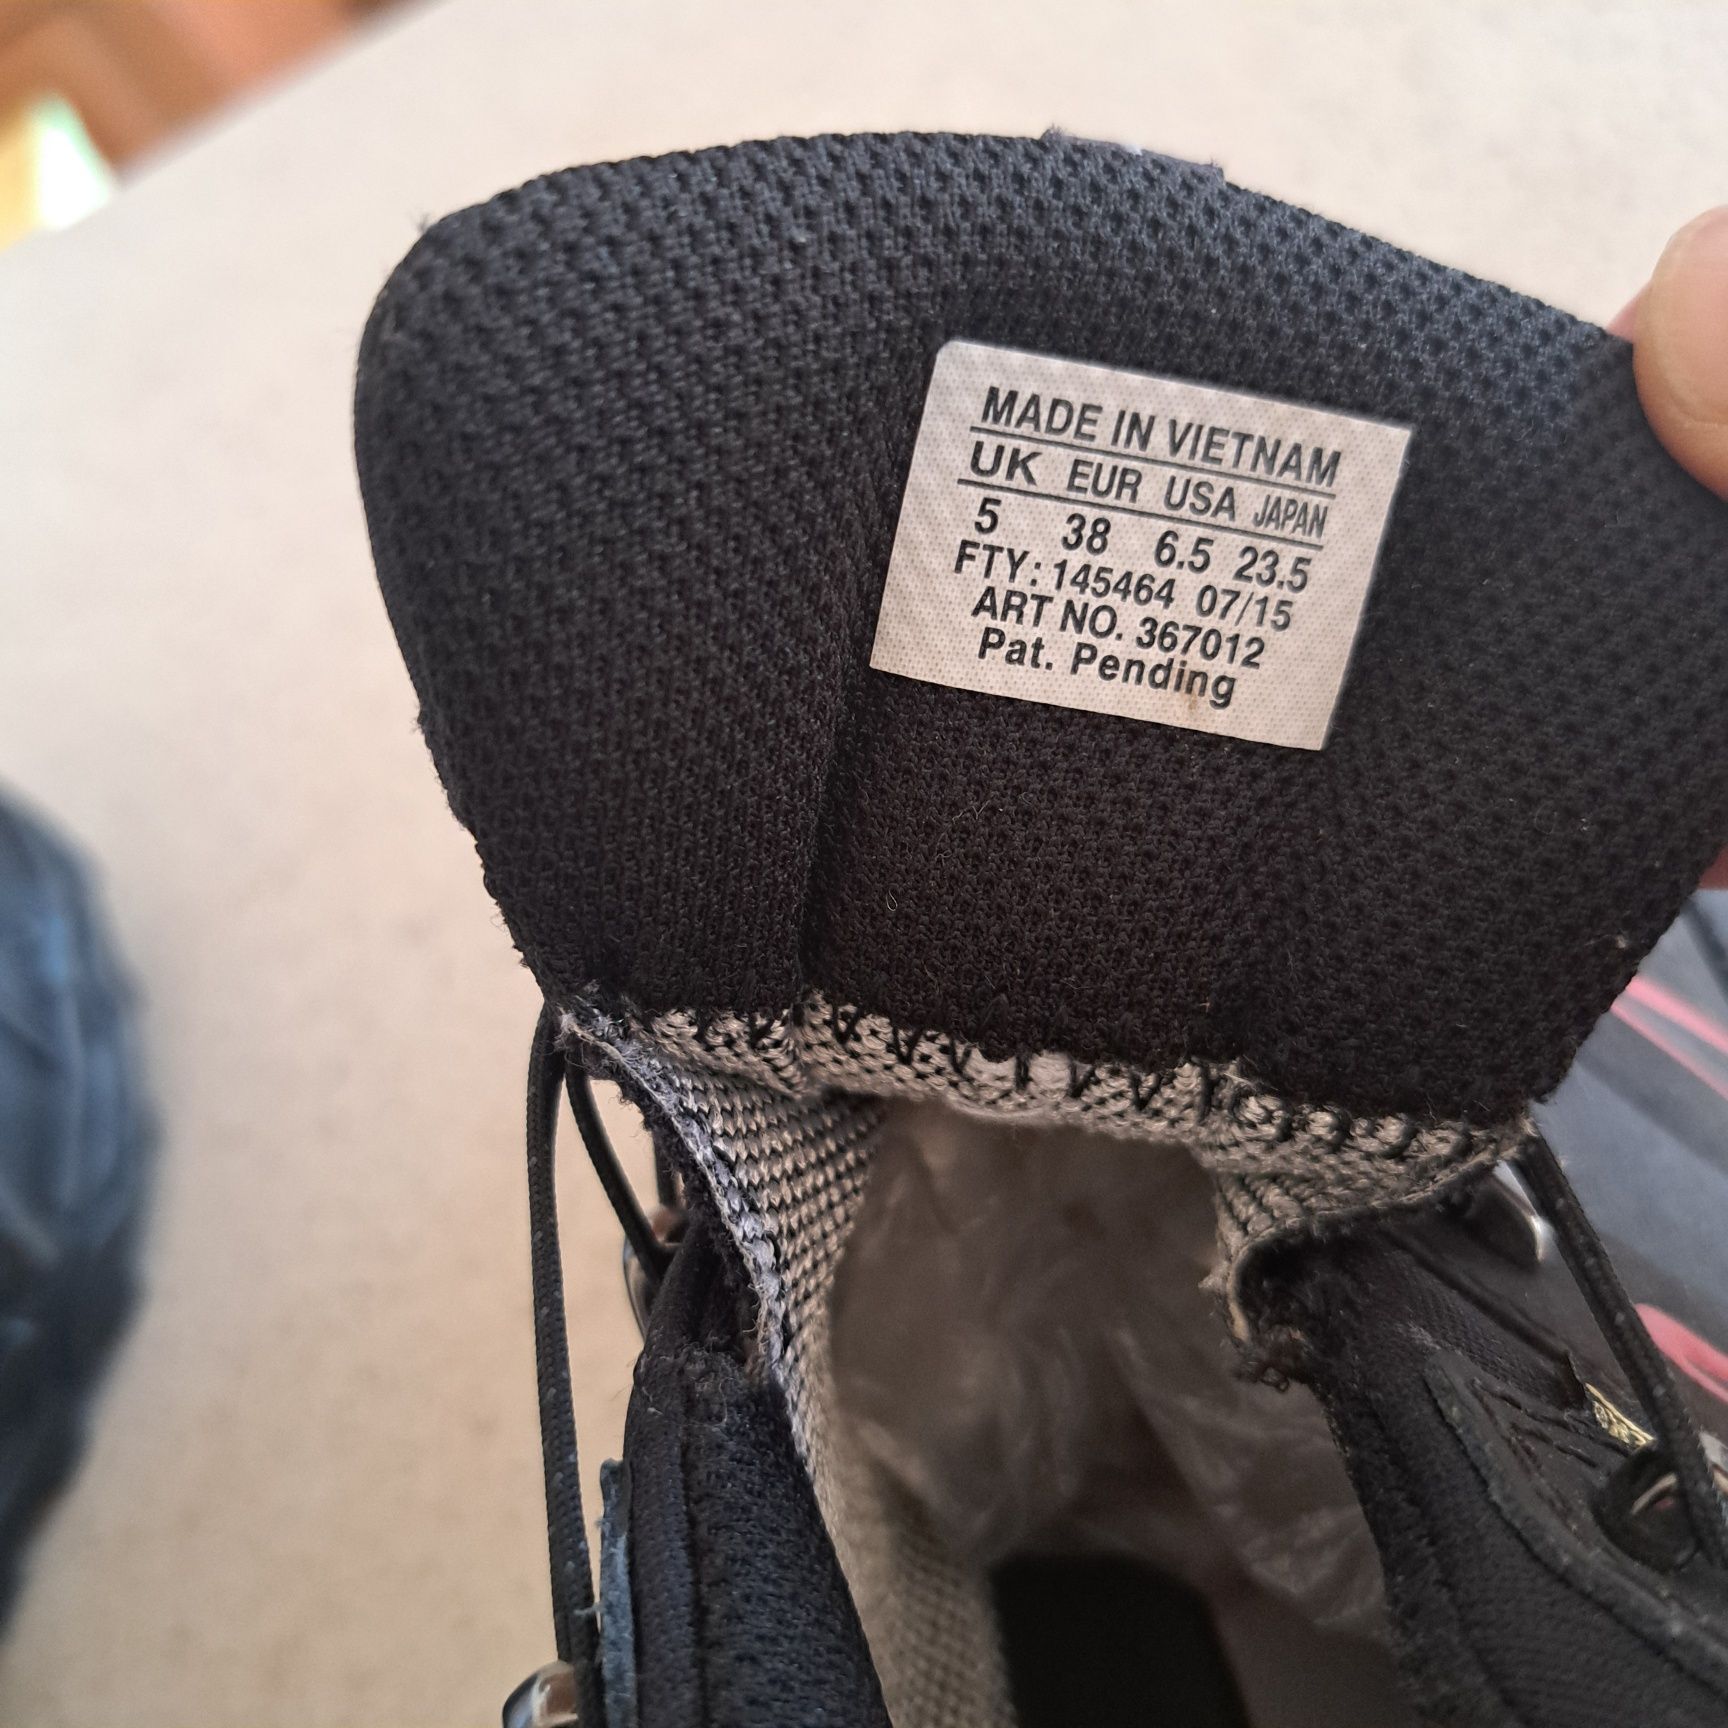 MADE IN VIETNAM
UK EUR USA JAPAN
5 38 6.5 23.5
FTY: 145464 07/15
ART NO. 367012
Pat. Pending